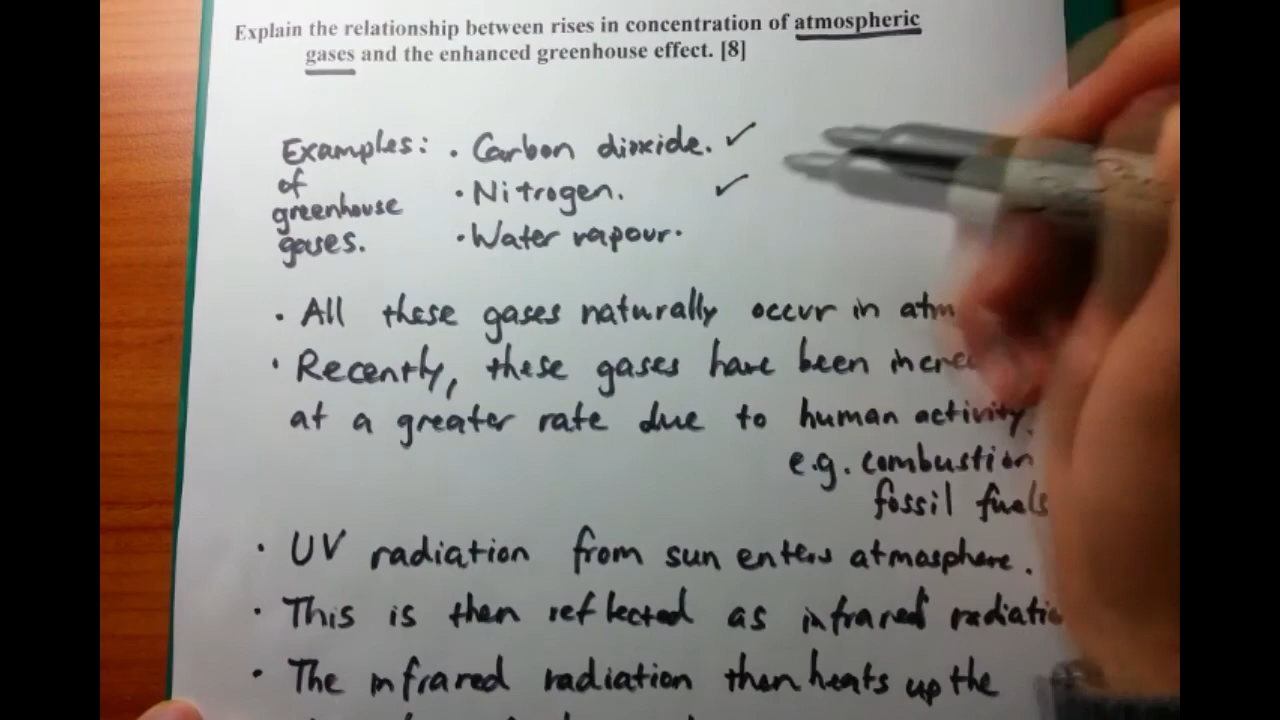 Explain the relationship between rises in concentration of atmospheric
gases and the enhanced greenhouse effect. [8]
Examples: • Carbon dioxide. ✓
of • Nitrogen. ✓
greenhouse
gases. • Water vapour.
• All these gases naturally occur in atm
• Recently, these gases have been incre
at a greater rate due to human activity.
e.g. combustion
fossil fuels
• UV radiation from sun enters atmosphere.
• This is then reflected as infrared radiatio
• The infrared radiation then heats up the